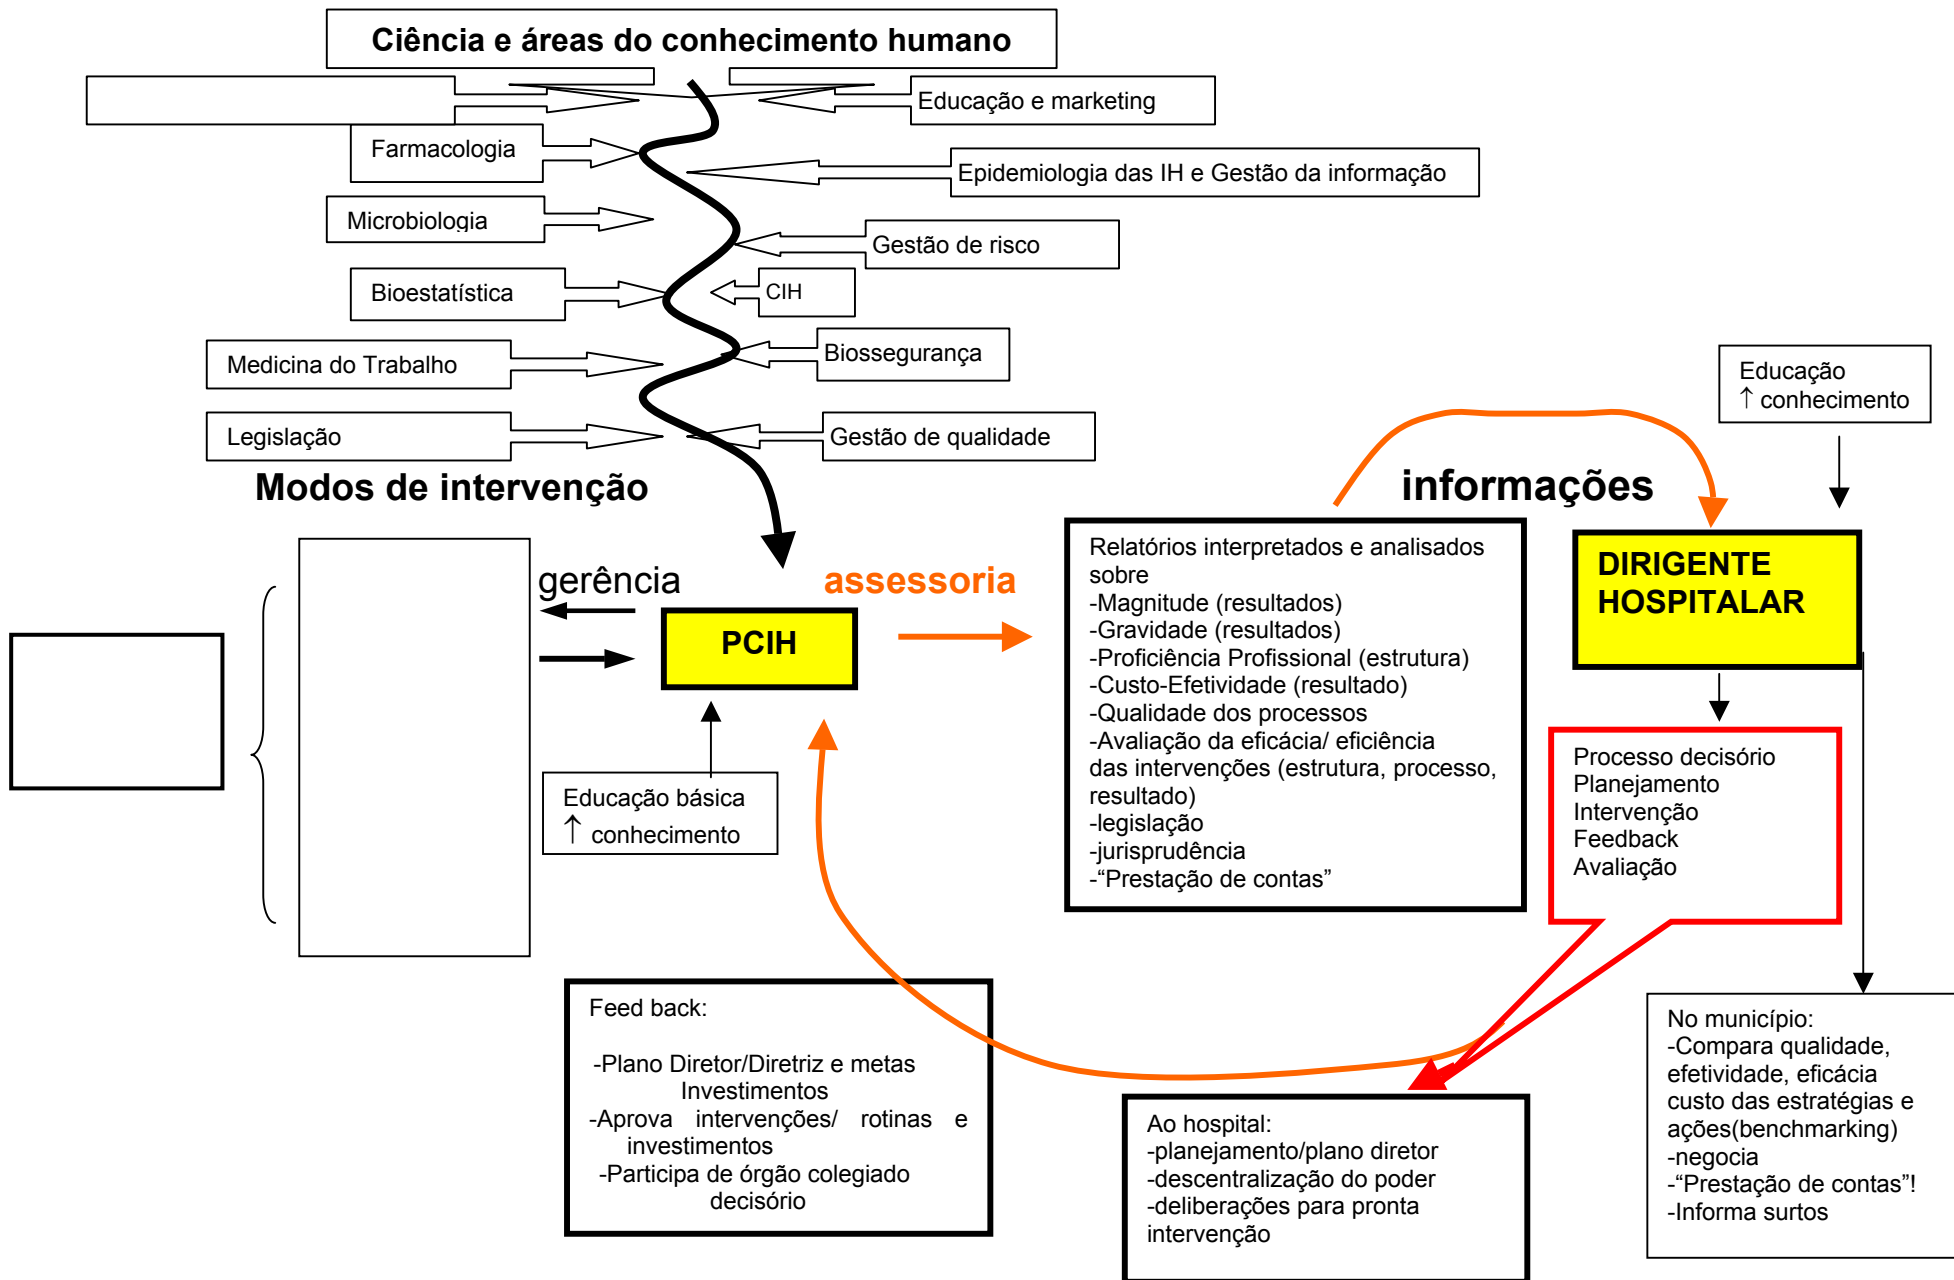 Ciência e áreas do conhecimento humano
Educação e marketing
Farmacologia
Epidemiologia das IH e Gestão da informação
Microbiologia
Gestão de risco
Bioestatística
CIH
Medicina do Trabalho
Biossegurança
Legislação
Gestão de qualidade
Educação
↑ conhecimento
Modos de intervenção
informações
gerência
assessoria
PCIH
Educação básica
↑ conhecimento
Relatórios interpretados e analisados
sobre
-Magnitude (resultados)
-Gravidade (resultados)
-Proficiência Profissional (estrutura)
-Custo-Efetividade (resultado)
-Qualidade dos processos
-Avaliação da eficácia/ eficiência
das intervenções (estrutura, processo,
resultado)
-legislação
-jurisprudência
-“Prestação de contas”
DIRIGENTE
HOSPITALAR
Processo decisório
Planejamento
Intervenção
Feedback
Avaliação
Feed back:
-Plano Diretor/Diretriz e metas
Investimentos
-Aprova intervenções/ rotinas e
investimentos
-Participa de órgão colegiado
decisório
Ao hospital:
-planejamento/plano diretor
-descentralização do poder
-deliberações para pronta
intervenção
No município:
-Compara qualidade,
efetividade, eficácia
custo das estratégias e
ações(benchmarking)
-negocia
-“Prestação de contas”!
-Informa surtos